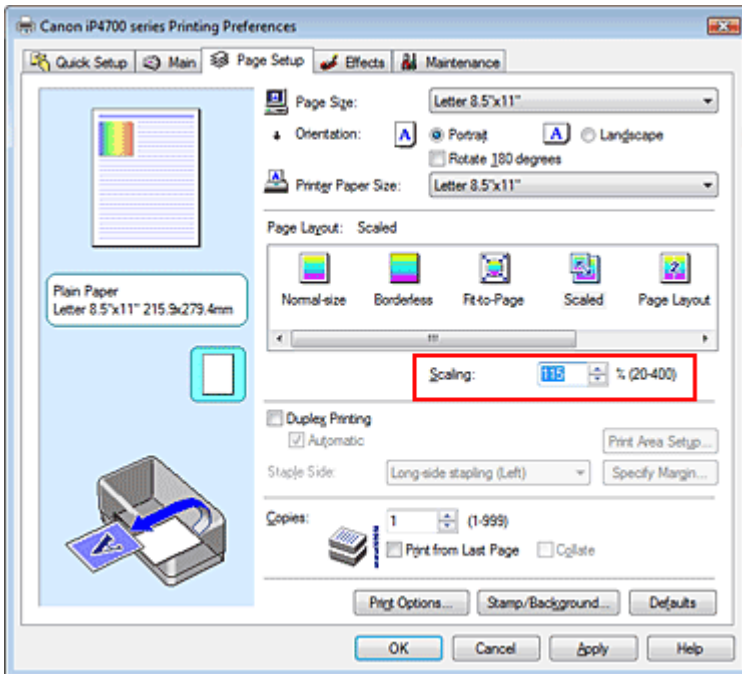 Canon iP4700 series Printing Preferences
Quick Setup Main Page Setup Effects Maintenance
Page Size: Letter 8.5"x11"
Orientation: A Portrait A Landscape
Rotate 180 degrees
Printer Paper Size: Letter 8.5"x11"
Page Layout: Scaled
Normal-size Borderless Fit-to-Page Scaled Page Layout
Plain Paper
Letter 8.5"x11" 215.9x279.4mm
Scaling: 115 % (20-400)
Duplex Printing
Automatic Print Area Setup...
Staple Side: Long-side stapling (Left) Specify Margin...
Copies: 1 (1-999)
Print from Last Page Collate
Print Options... Stamp/Background... Defaults
OK Cancel Apply Help